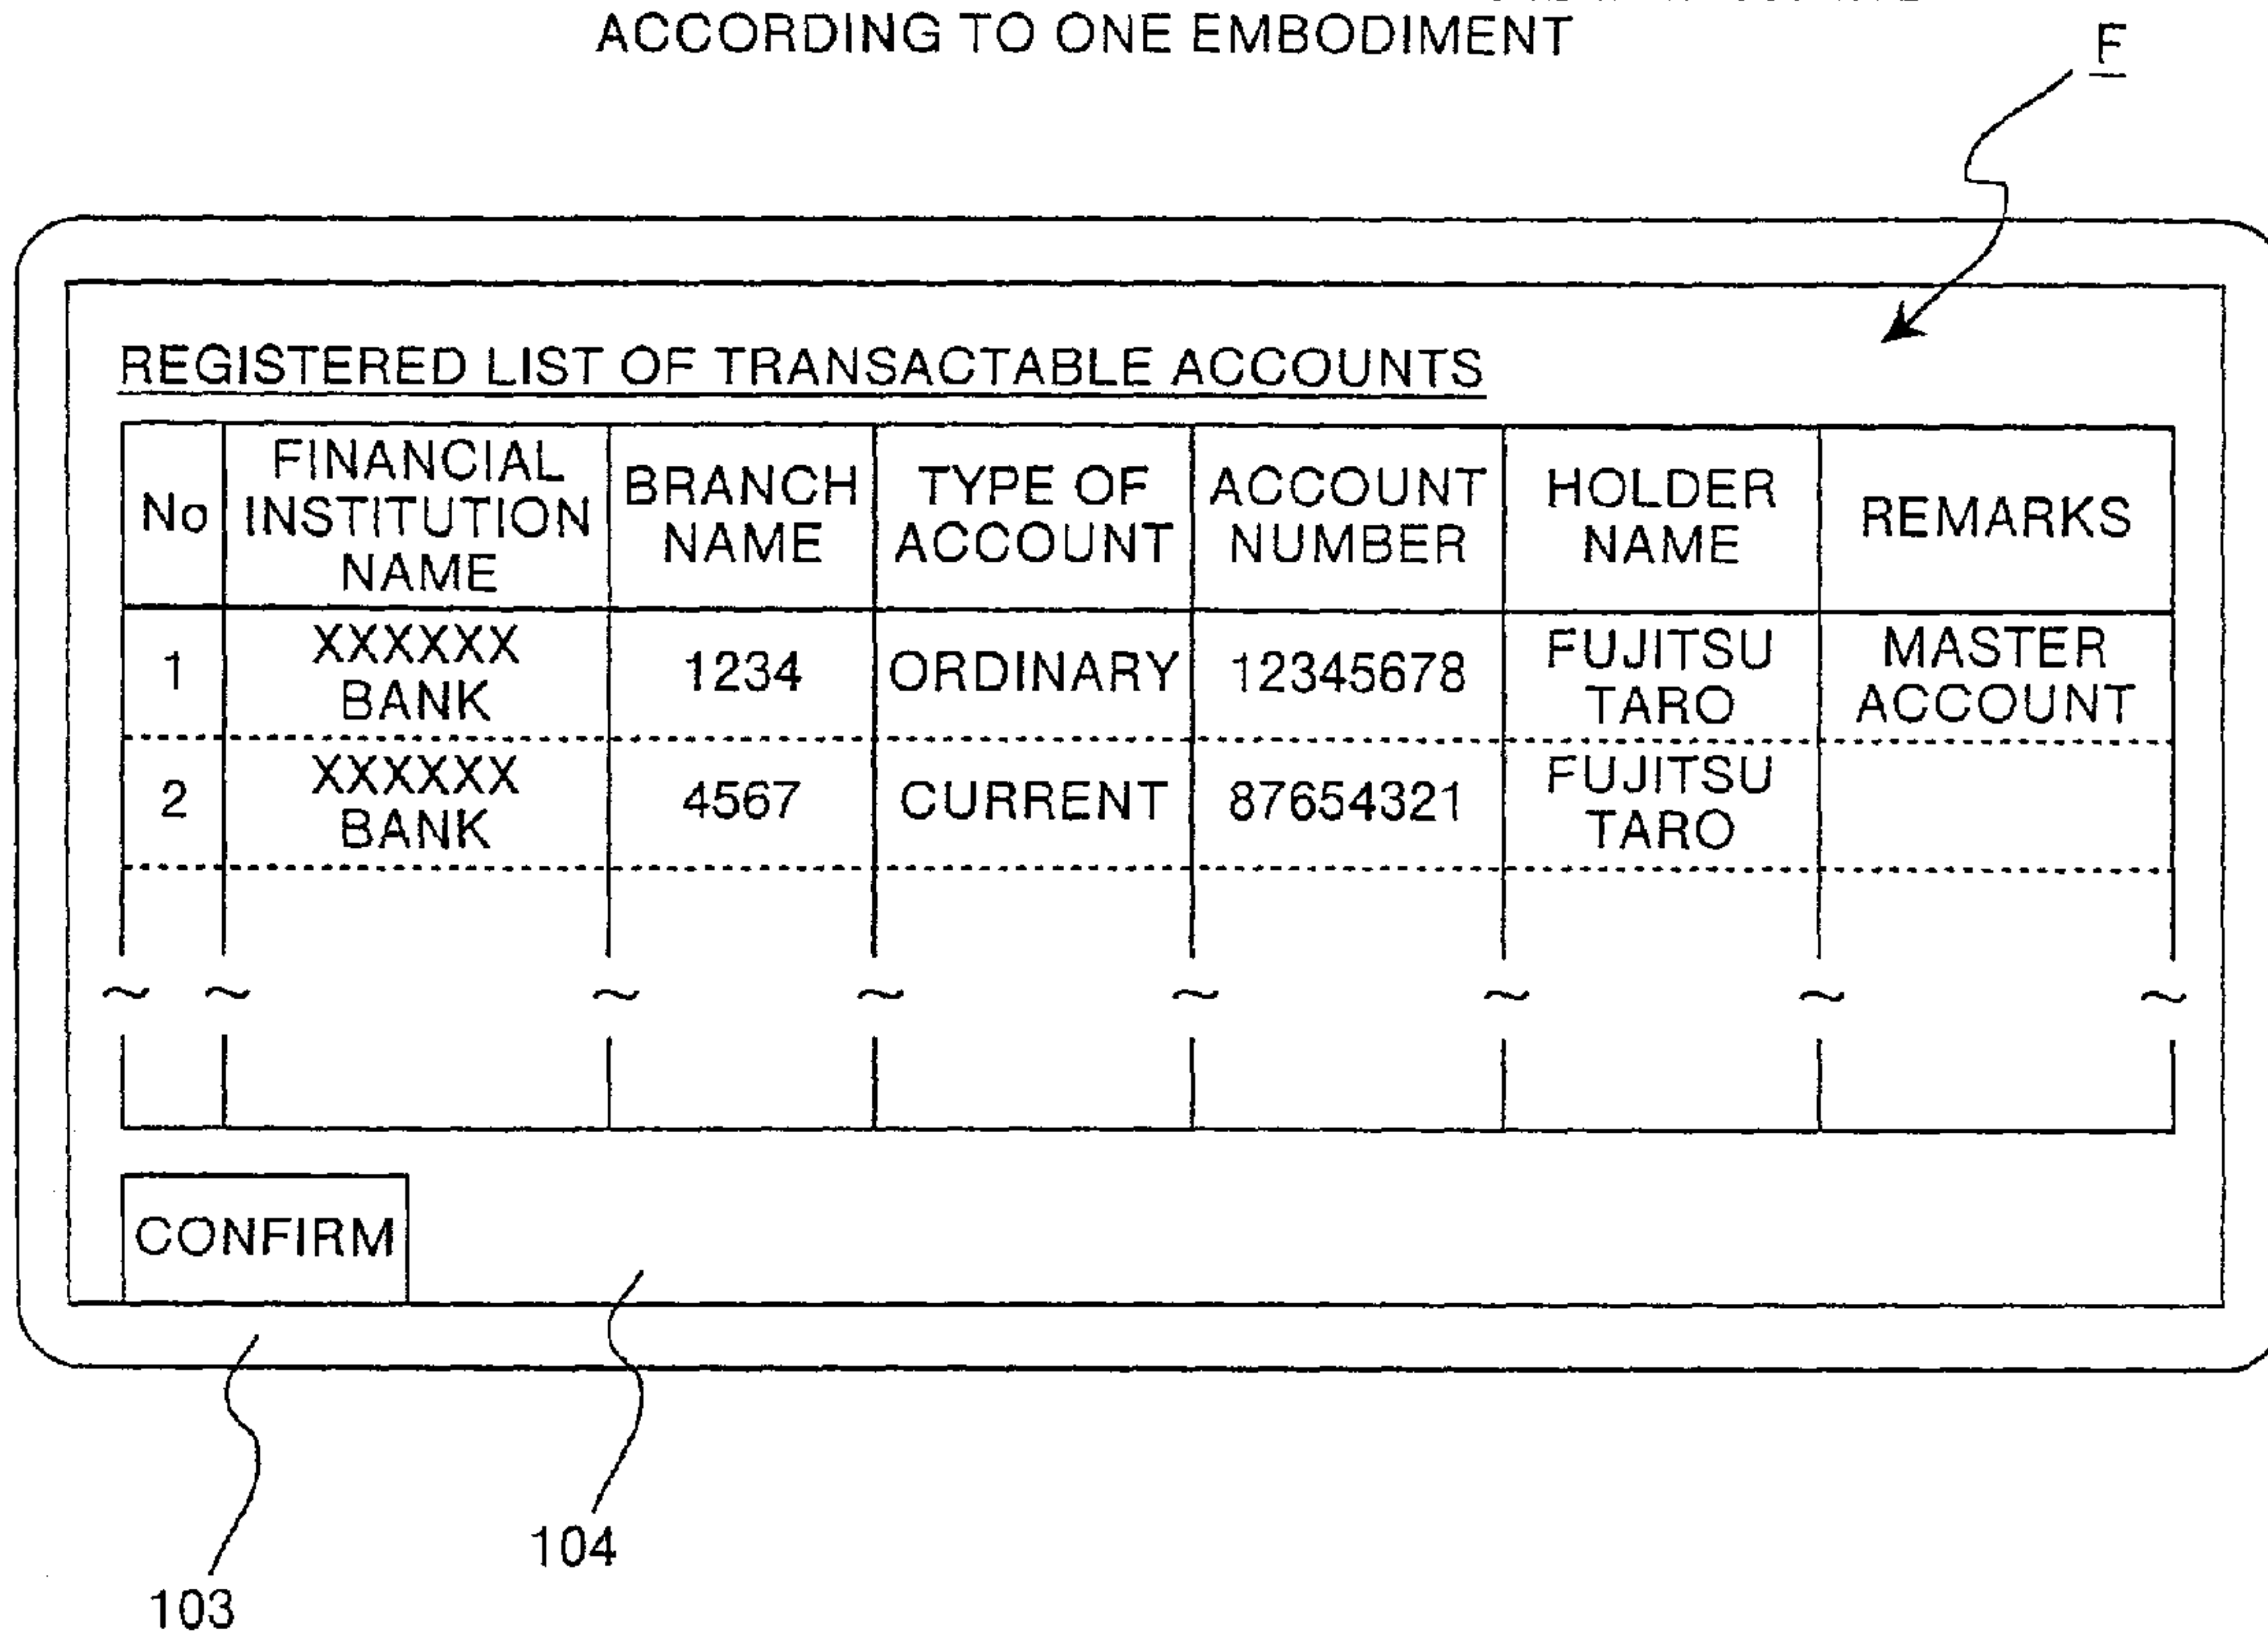 ACCORDING TO ONE EMBODIMENT
F
REGISTERED LIST OF TRANSACTABLE ACCOUNTS
No
FINANCIAL
INSTITUTION
NAME
BRANCH
NAME
TYPE OF
ACCOUNT
ACCOUNT
NUMBER
HOLDER
NAME
REMARKS
1
XXXXXX
BANK
1234
ORDINARY
12345678
FUJITSU
TARO
MASTER
ACCOUNT
2
XXXXXX
BANK
4567
CURRENT
87654321
FUJITSU
TARO
~ ~ ~ ~ ~ ~ ~ ~
CONFIRM
104
103